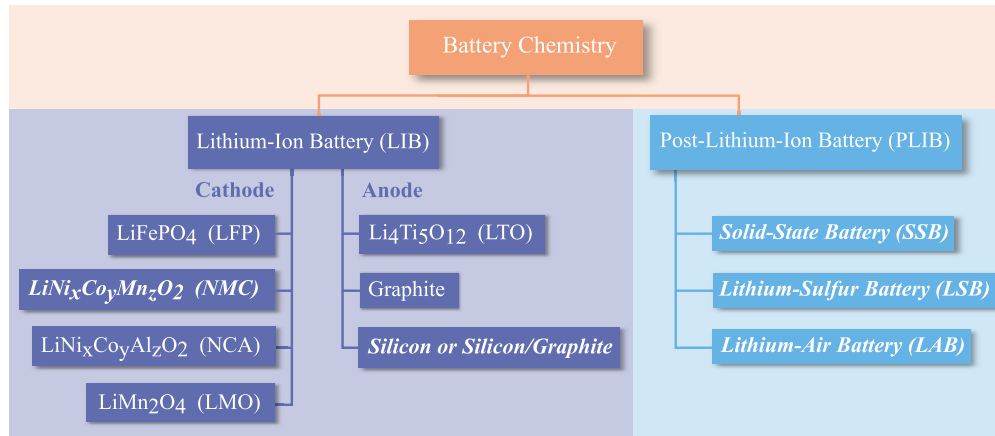 Battery Chemistry
Lithium-Ion Battery (LIB)
Post-Lithium-Ion Battery (PLIB)
Cathode
Anode
LiFePO4 (LFP)
LiNixCoyMnzO2 (NMC)
LiNixCoyAlzO2 (NCA)
LiMn2O4 (LMO)
Li4Ti5O12 (LTO)
Graphite
Silicon or Silicon/Graphite
Solid-State Battery (SSB)
Lithium-Sulfur Battery (LSB)
Lithium-Air Battery (LAB)